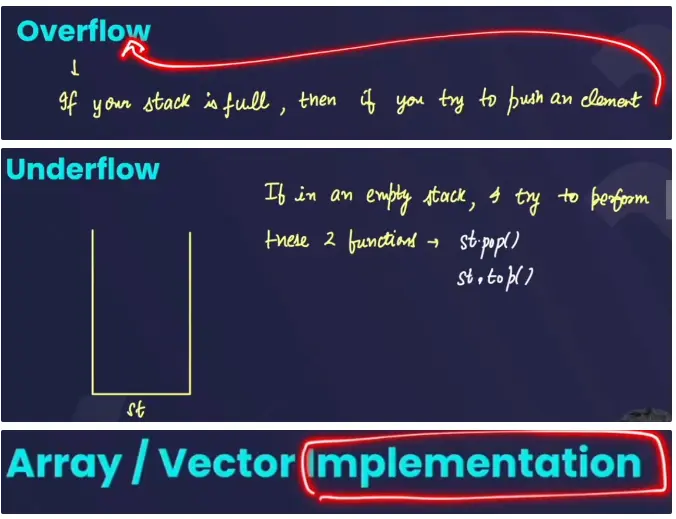 Overflow
If your stack is full, then if you try to push an element
Underflow
If in an empty stack, & try to perform
these 2 functions → st.pop()
st.top()
st
Array / Vector Implementation